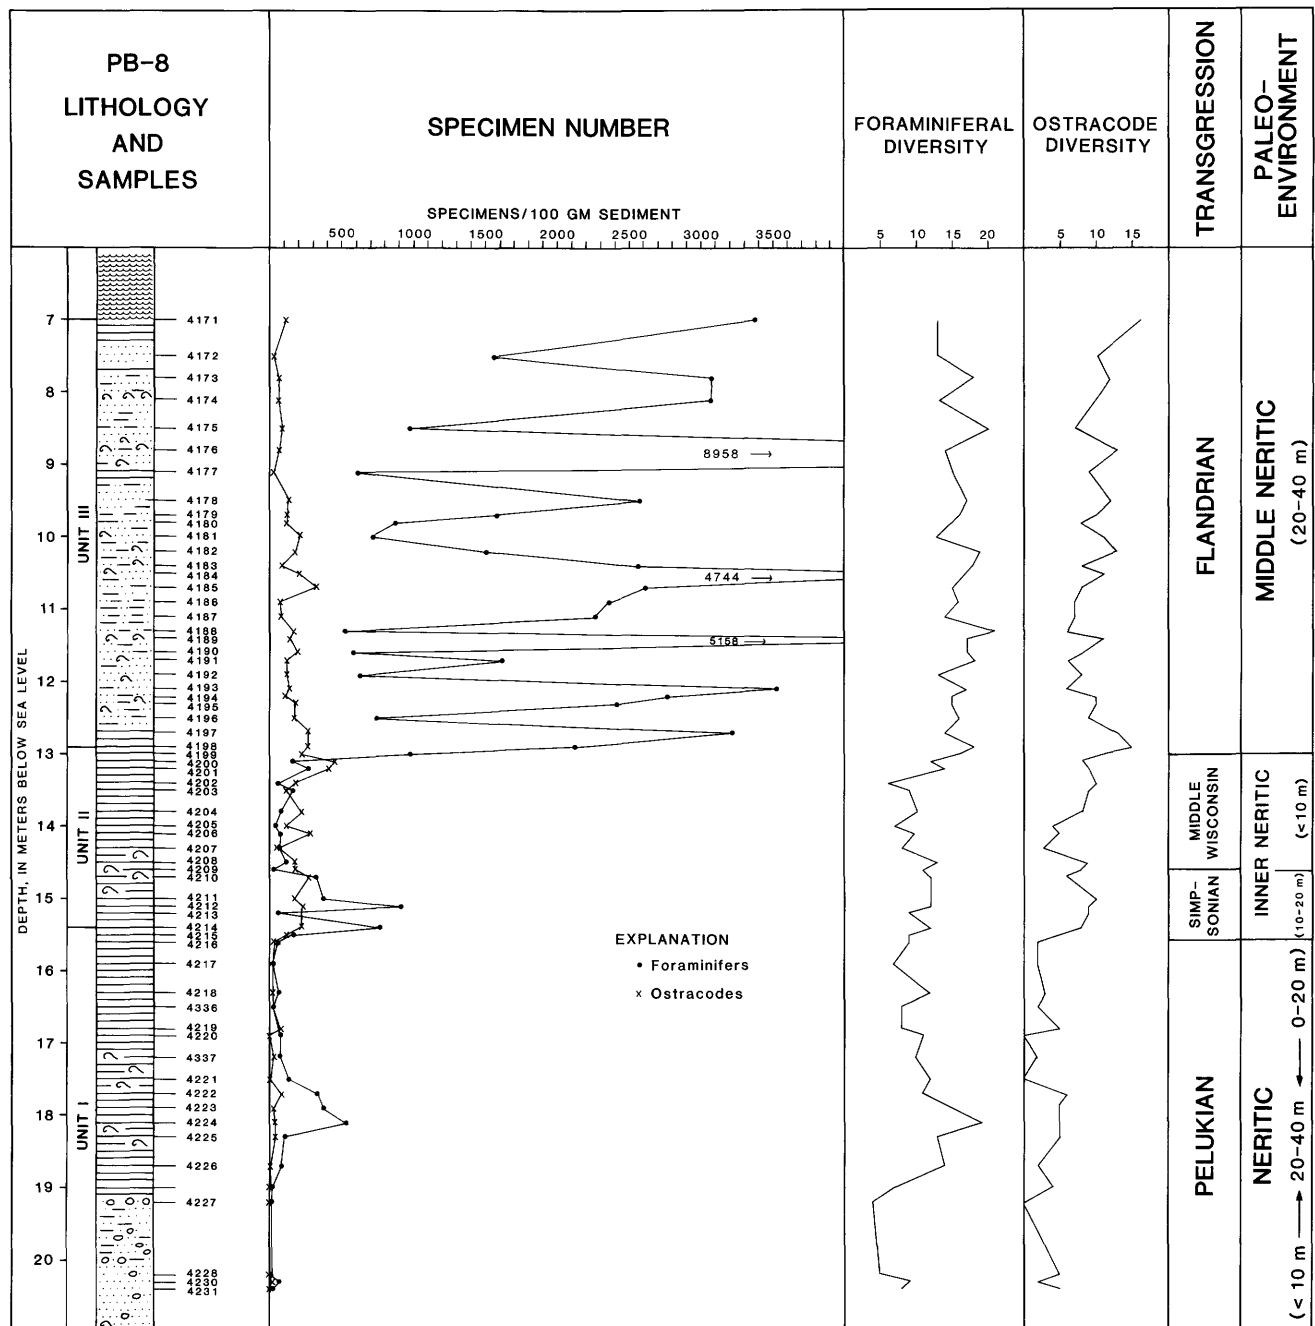 PB-8
LITHOLOGY
AND
SAMPLES
SPECIMEN NUMBER
SPECIMENS/100 GM SEDIMENT
500 1000 1500 2000 2500 3000 3500
FORAMINIFERAL
DIVERSITY
5 10 15 20
OSTRACODE
DIVERSITY
5 10 15
TRANSGRESSION
PALEO-
ENVIRONMENT
DEPTH, IN METERS BELOW SEA LEVEL
7
8
9
10
11
12
13
14
15
16
17
18
19
20
UNIT III
UNIT II
UNIT I
4171
4172
4173
4174
4175
4176
4177
4178
4179
4180
4181
4182
4183
4184
4185
4186
4187
4188
4189
4190
4191
4192
4193
4194
4195
4196
4197
4198
4199
4200
4201
4202
4203
4204
4205
4206
4207
4208
4209
4210
4211
4212
4213
4214
4215
4216
4217
4218
4336
4219
4220
4337
4221
4222
4223
4224
4225
4226
4227
4228
4230
4231
8958
4744
5158
EXPLANATION
Foraminifers
x Ostracodes
FLANDRIAN
MIDDLE
WISCONSIN
SIMP-
SONIAN
PELUKIAN
MIDDLE NERITIC
(20-40 m)
INNER NERITIC
(<10 m)
(10-20 m)
NERITIC
(< 10 m → 20-40 m ← 0-20 m)